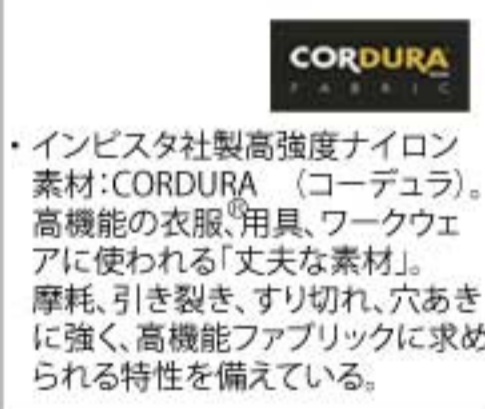 CORDURA
FABRIC
・インビスタ社製高強度ナイロン
素材:CORDURA®（コーデュラ）。
高機能の衣服、用具、ワークウェ
アに使われる「丈夫な素材」。
摩耗、引き裂き、すり切れ、穴あき
に強く、高機能ファブリックに求め
られる特性を備えている。